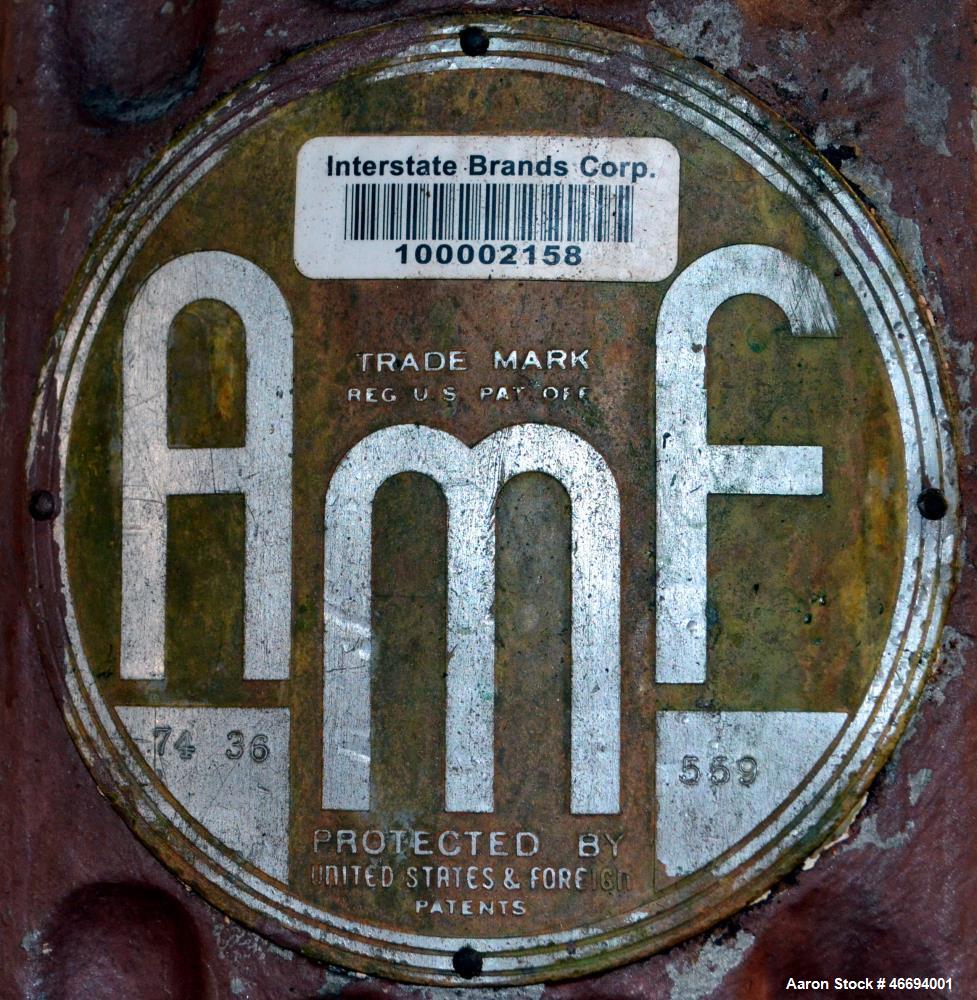 Interstate Brands Corp.
100002158
AmF
TRADE MARK
REG U S PAT OFF
74 36
569
PROTECTED BY
UNITED STATES & FOREIGN
PATENTS
Aaron Stock # 46694001